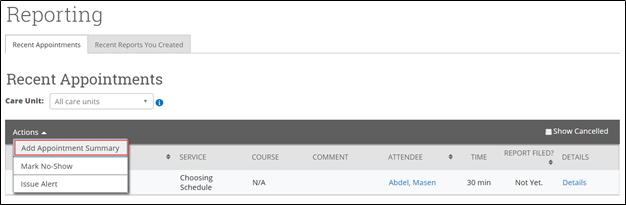 Reporting
Recent Appointments
Recent Reports You Created
Recent Appointments
Care Unit: All care units
Actions
Show Cancelled
Add Appointment Summary
Mark No-Show
Issue Alert
SERVICE COURSE COMMENT ATTENDEE TIME REPORT FILED? DETAILS
Choosing
Schedule
N/A Abdel, Masen 30 min Not Yet. Details